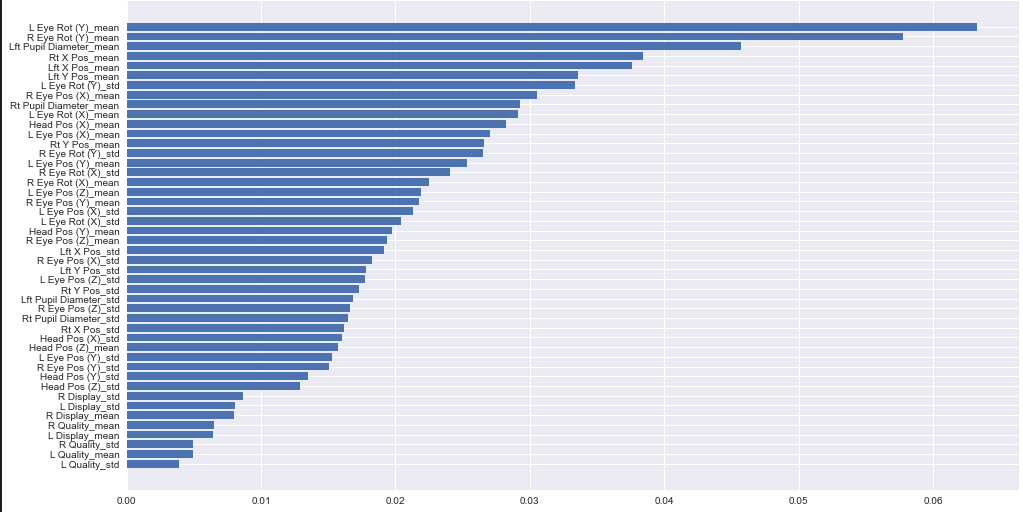 L Eye Rot (Y)_mean
R Eye Rot (Y)_mean
Lft Pupil Diameter_mean
Rt X Pos_mean
Lft X Pos_mean
Lft Y Pos_mean
L Eye Rot (Y)_std
R Eye Pos (X)_mean
Rt Pupil Diameter_mean
L Eye Rot (X)_mean
Head Pos (X)_mean
L Eye Pos (X)_mean
Rt Y Pos_mean
R Eye Rot (Y)_std
L Eye Pos (Y)_mean
R Eye Rot (X)_std
R Eye Rot (X)_mean
L Eye Pos (Z)_mean
R Eye Pos (Y)_mean
L Eye Pos (X)_std
L Eye Rot (X)_std
Head Pos (Y)_mean
R Eye Pos (Z)_mean
Lft X Pos_std
R Eye Pos (X)_std
Lft Y Pos_std
L Eye Pos (Z)_std
Rt Y Pos_std
Lft Pupil Diameter_std
R Eye Pos (Z)_std
Rt Pupil Diameter_std
Rt X Pos_std
Head Pos (X)_std
Head Pos (Z)_mean
L Eye Pos (Y)_std
R Eye Pos (Y)_std
Head Pos (Y)_std
Head Pos (Z)_std
R Display_std
L Display_std
R Display_mean
R Quality_mean
L Display_mean
R Quality_std
L Quality_mean
L Quality_std
0.00 0.01 0.02 0.03 0.04 0.05 0.06